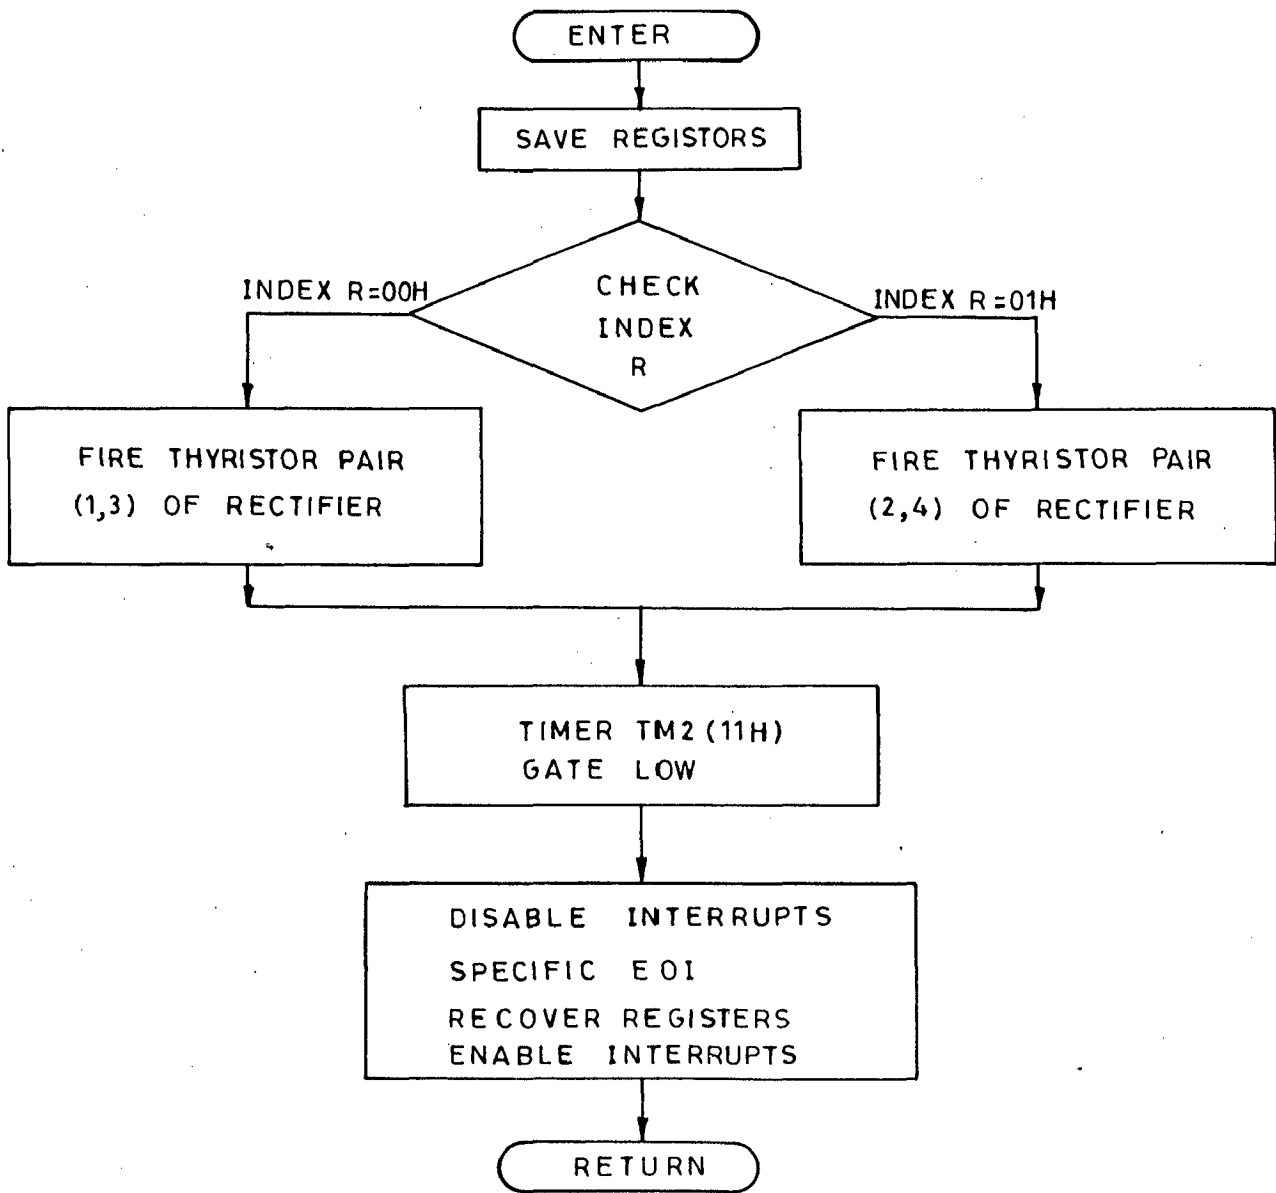 ENTER
SAVE REGISTORS
CHECK
INDEX
R
INDEX R=00H
INDEX R=01H
FIRE THYRISTOR PAIR
(1,3) OF RECTIFIER
FIRE THYRISTOR PAIR
(2,4) OF RECTIFIER
TIMER TM2 (11H)
GATE LOW
DISABLE INTERRUPTS
SPECIFIC EOI
RECOVER REGISTERS
ENABLE INTERRUPTS
RETURN